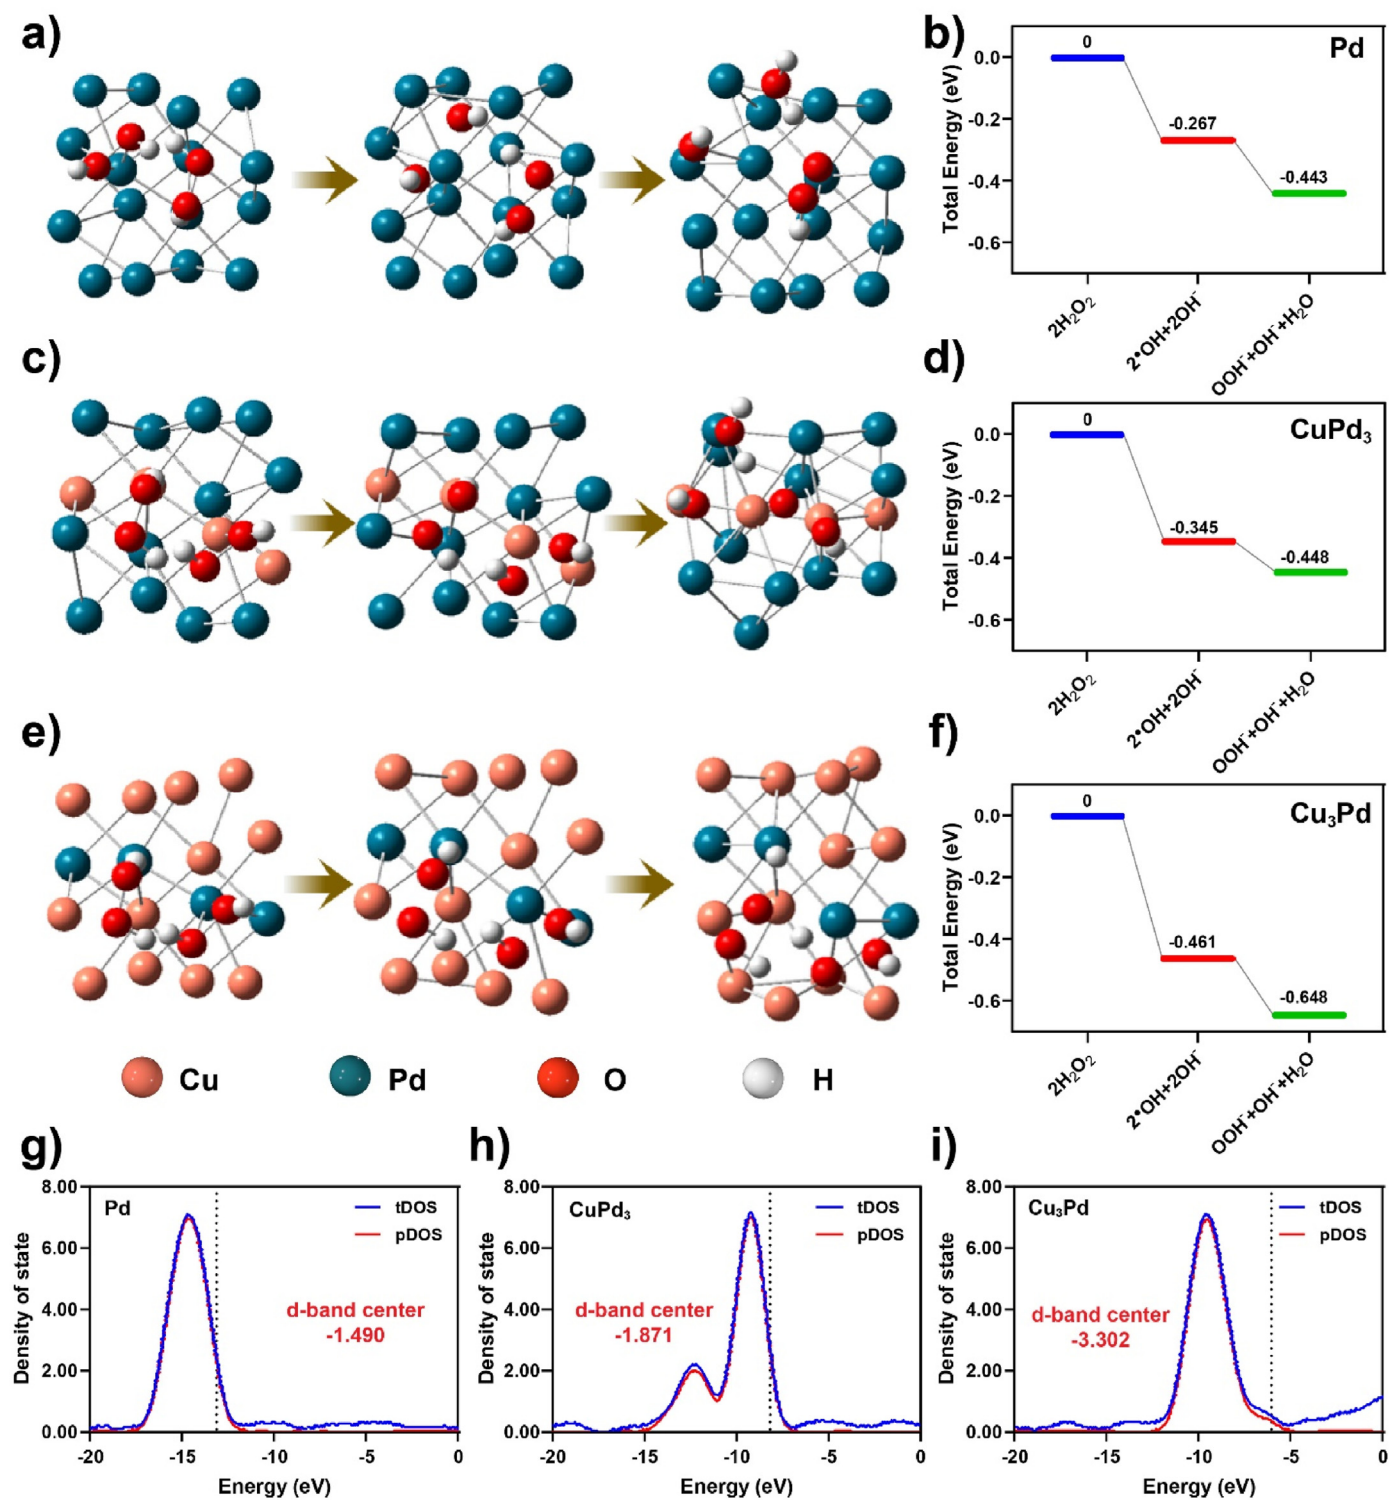 a)
b)
Pd
Total Energy (eV)
0.0
-0.2
-0.4
-0.6
0
-0.267
-0.443
2H₂O₂
2•OH+2OH⁻
OOH⁻+OH⁻+H₂O
c)
d)
CuPd₃
Total Energy (eV)
0.0
-0.2
-0.4
-0.6
0
-0.345
-0.448
2H₂O₂
2•OH+2OH⁻
OOH⁻+OH⁻+H₂O
e)
f)
Cu₃Pd
Total Energy (eV)
0.0
-0.2
-0.4
-0.6
0
-0.461
-0.648
2H₂O₂
2•OH+2OH⁻
OOH⁻+OH⁻+H₂O
Cu
Pd
O
H
g)
Pd
tDOS
pDOS
d-band center
-1.490
Density of state
8.00
6.00
4.00
2.00
0.00
-20 -15 -10 -5 0
Energy (eV)
h)
CuPd₃
tDOS
pDOS
d-band center
-1.871
Density of state
8.00
6.00
4.00
2.00
0.00
-20 -15 -10 -5 0
Energy (eV)
i)
Cu₃Pd
tDOS
pDOS
d-band center
-3.302
Density of state
8.00
6.00
4.00
2.00
0.00
-20 -15 -10 -5 0
Energy (eV)